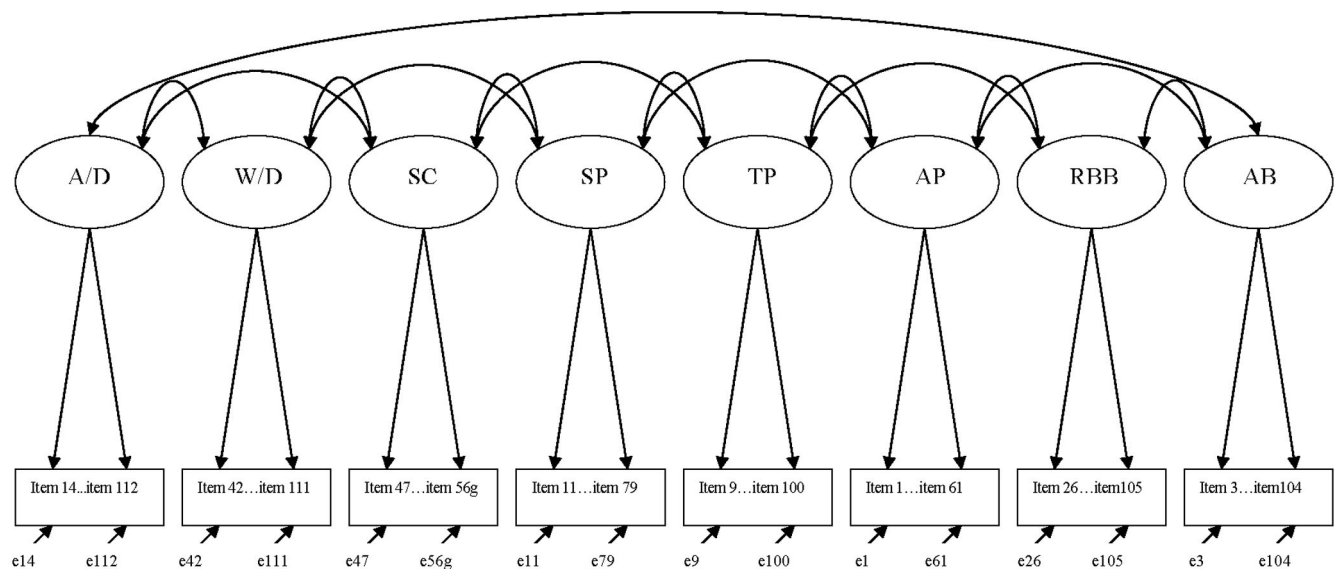 A/D W/D SC SP TP AP RBB AB
Item 14...item 112 Item 42…item 111 Item 47…item 56g Item 11…item 79 Item 9…item 100 Item 1…item 61 Item 26…item105 Item 3…item104
e14 e112 e42 e111 e47 e56g e11 e79 e9 e100 e1 e61 e26 e105 e3 e104